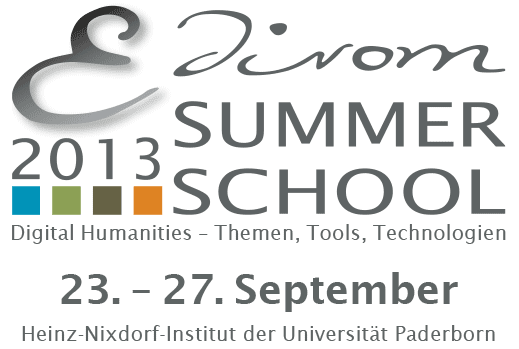 Edirom
SUMMER
2013
SCHOOL
Digital Humanities – Themen, Tools, Technologien
23. – 27. September
Heinz-Nixdorf-Institut der Universität Paderborn